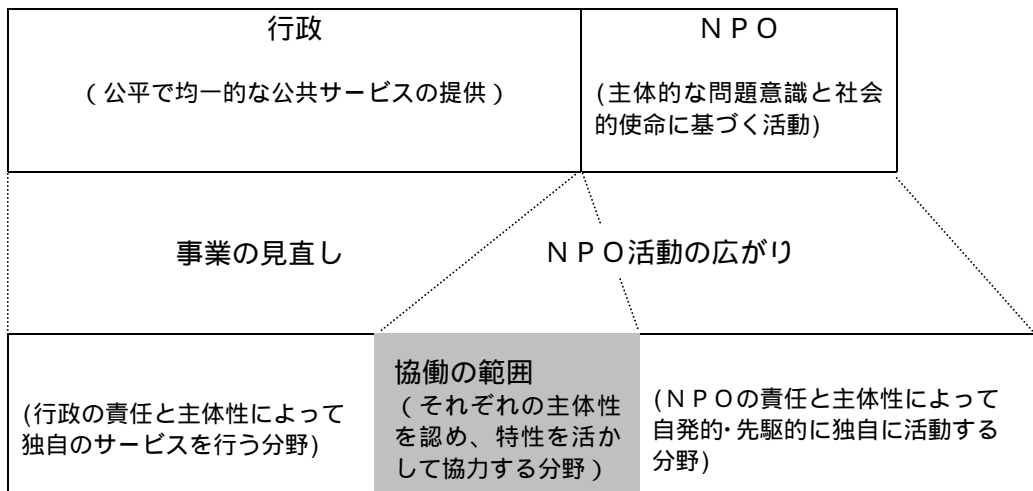 行政
（公平で均一的な公共サービスの提供）
ＮＰＯ
(主体的な問題意識と社会
的使命に基づく活動)
事業の見直し
ＮＰＯ活動の広がり
(行政の責任と主体性によって
独自のサービスを行う分野)
協働の範囲
（それぞれの主体性
を認め、特性を活か
して協力する分野）
(ＮＰＯの責任と主体性によって
自発的・先駆的に独自に活動する
分野)